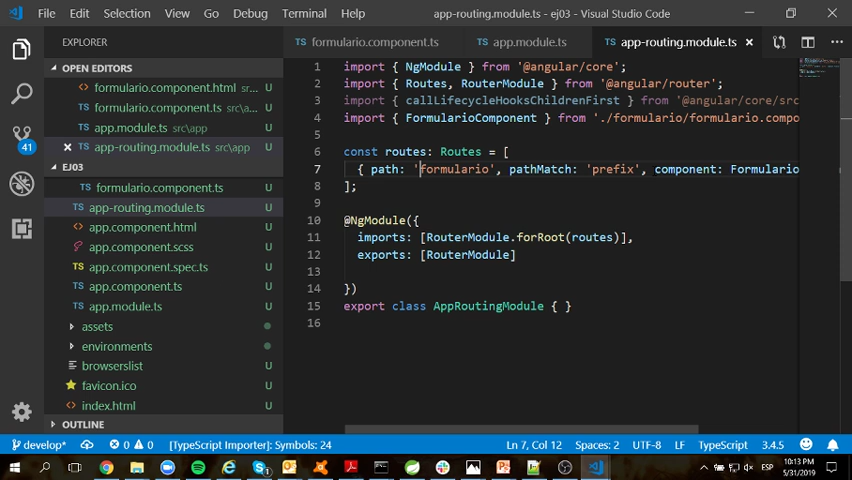 File Edit Selection View Go Debug Terminal Help app-routing.module.ts - ej03 - Visual Studio Code
EXPLORER
formulario.component.ts
app.module.ts
app-routing.module.ts
OPEN EDITORS
formulario.component.html sr...
formulario.component.ts src\a...
app.module.ts src\app
app-routing.module.ts src\app
41
EJ03
formulario.component.ts U
app-routing.module.ts U
app.component.html U
app.component.scss U
app.component.spec.ts U
app.component.ts U
app.module.ts U
assets
environments
browserslist U
favicon.ico U
index.html U
OUTLINE
1 import { NgModule } from '@angular/core';
2 import { Routes, RouterModule } from '@angular/router';
3 import { callLifecycleHooksChildrenFirst } from '@angular/core/src
4 import { FormularioComponent } from './formulario/formulario.compo
5
6 const routes: Routes = [
7 { path: 'formulario', pathMatch: 'prefix', component: Formulario
8 ];
9
10 @NgModule({
11 imports: [RouterModule.forRoot(routes)],
12 exports: [RouterModule]
13
14 })
15 export class AppRoutingModule { }
16
develop* 0 0 [TypeScript Importer]: Symbols: 24 Ln 7, Col 12 Spaces: 2 UTF-8 LF TypeScript 3.4.5
ESP
10:13 PM
5/31/2019